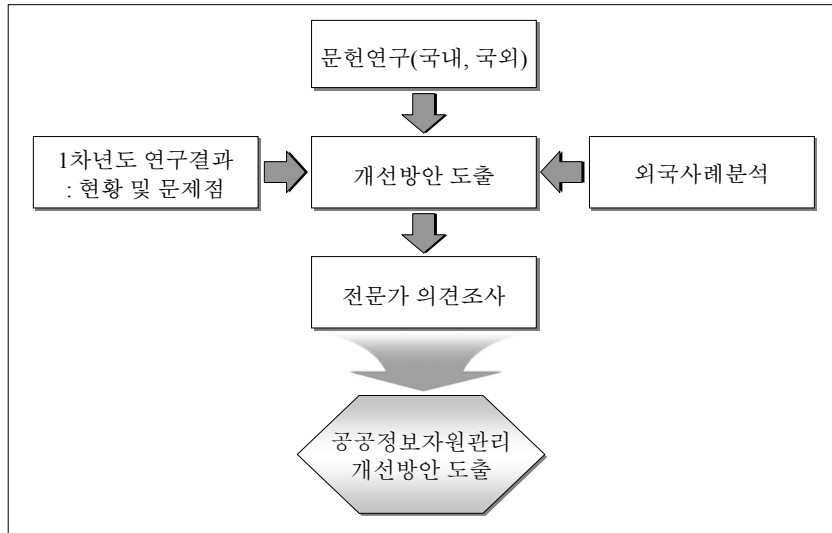 문헌연구(국내, 국외)
1차년도 연구결과
: 현황 및 문제점
개선방안 도출
외국사례분석
전문가 의견조사
공공정보자원관리
개선방안 도출